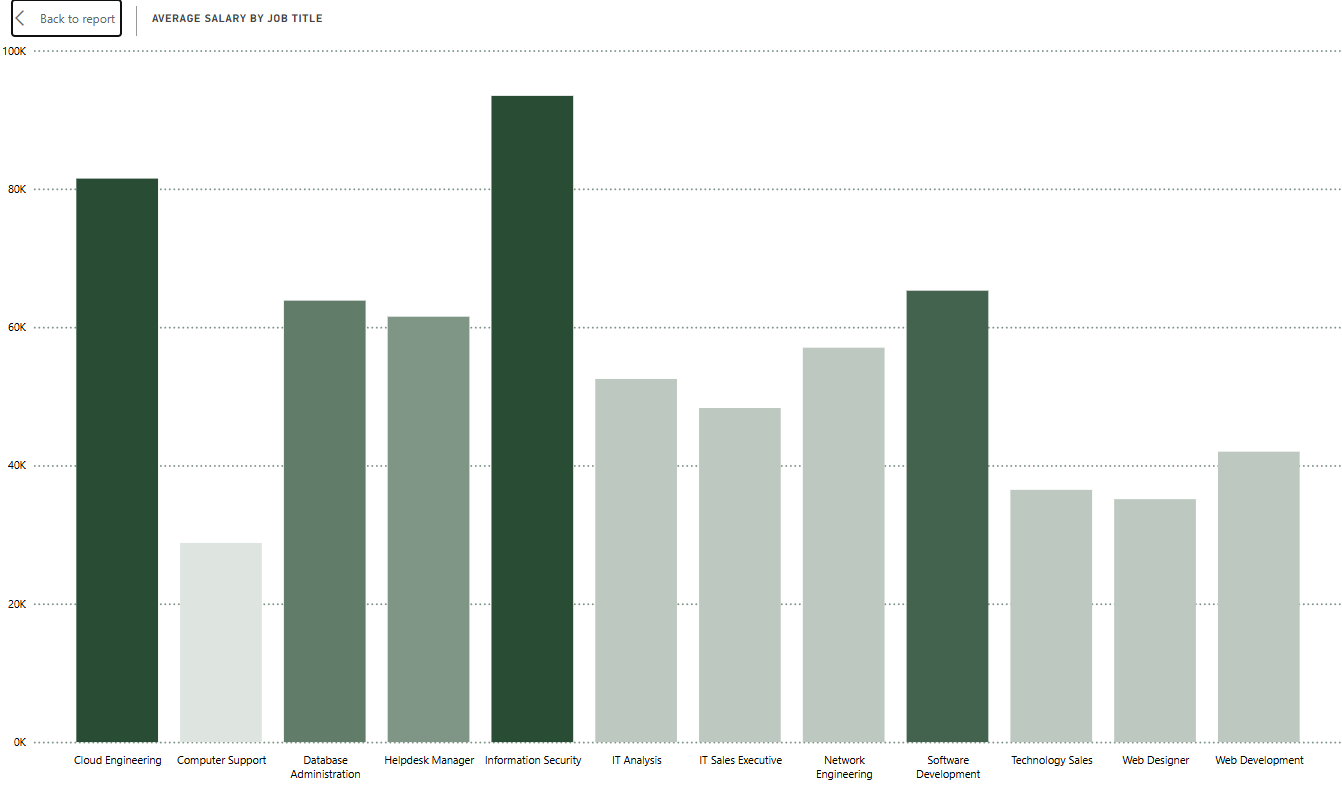 Back to report
AVERAGE SALARY BY JOB TITLE
100K
80K
60K
40K
20K
0K
Cloud Engineering
Computer Support
Database
Administration
Helpdesk Manager
Information Security
IT Analysis
IT Sales Executive
Network
Engineering
Software
Development
Technology Sales
Web Designer
Web Development